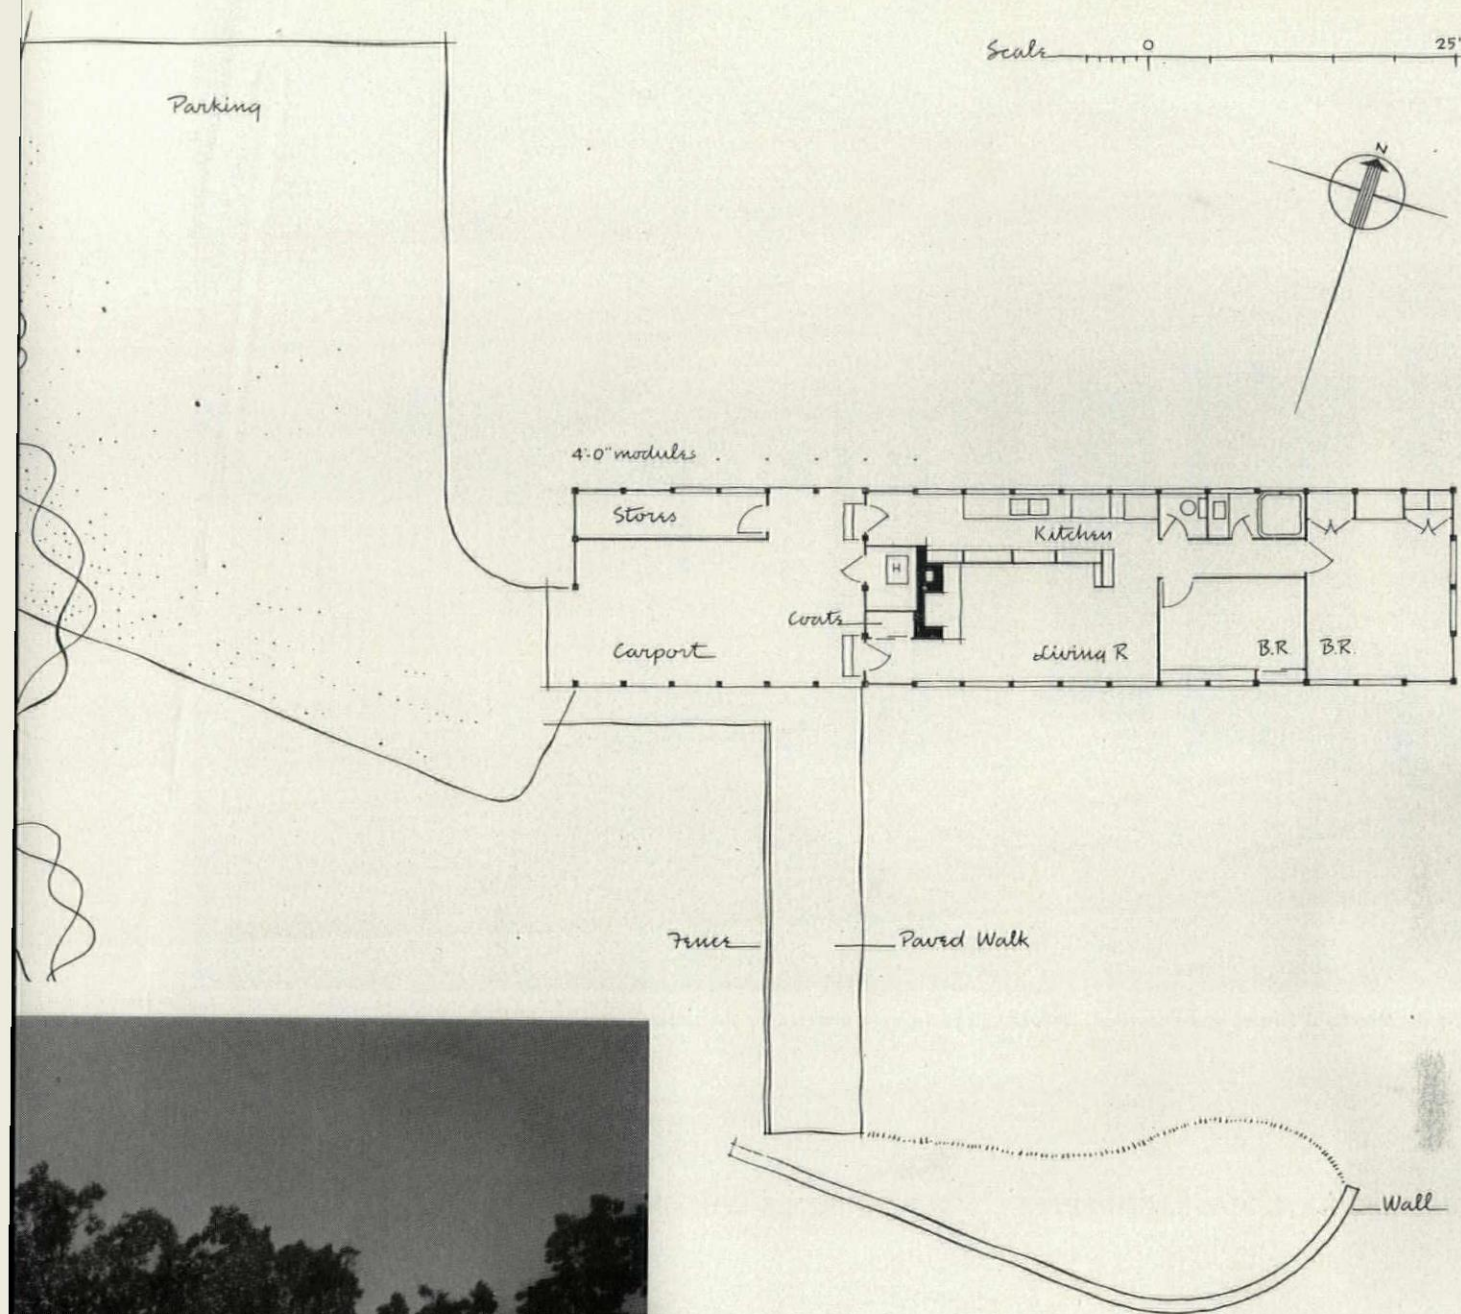 Scale 0 25'
Parking
N
4'-0" modules
Stores
Kitchen
H
Coats
Carport
Living R
B.R
B.R.
Fence
Paved Walk
Wall